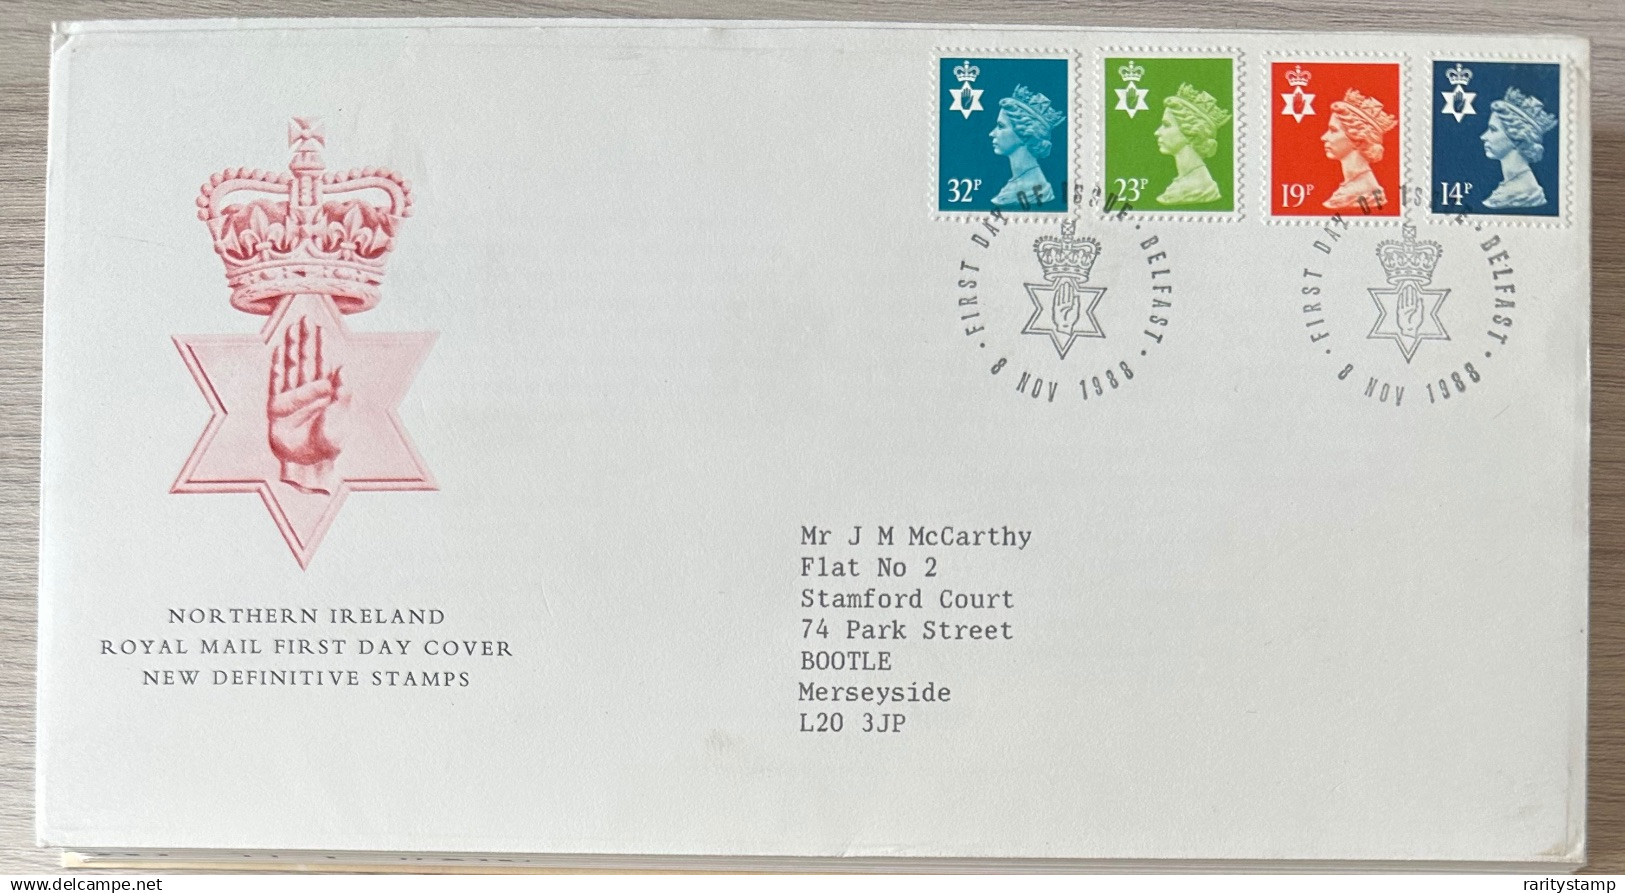 32P
23P
19P
14P
FIRST DAY OF ISSUE • BELFAST •
8 NOV 1988
FIRST DAY OF ISSUE • BELFAST •
8 NOV 1988
Mr J M McCarthy
Flat No 2
Stamford Court
74 Park Street
BOOTLE
Merseyside
L20 3JP
NORTHERN IRELAND
ROYAL MAIL FIRST DAY COVER
NEW DEFINITIVE STAMPS
www.delcampe.net
raritystamp